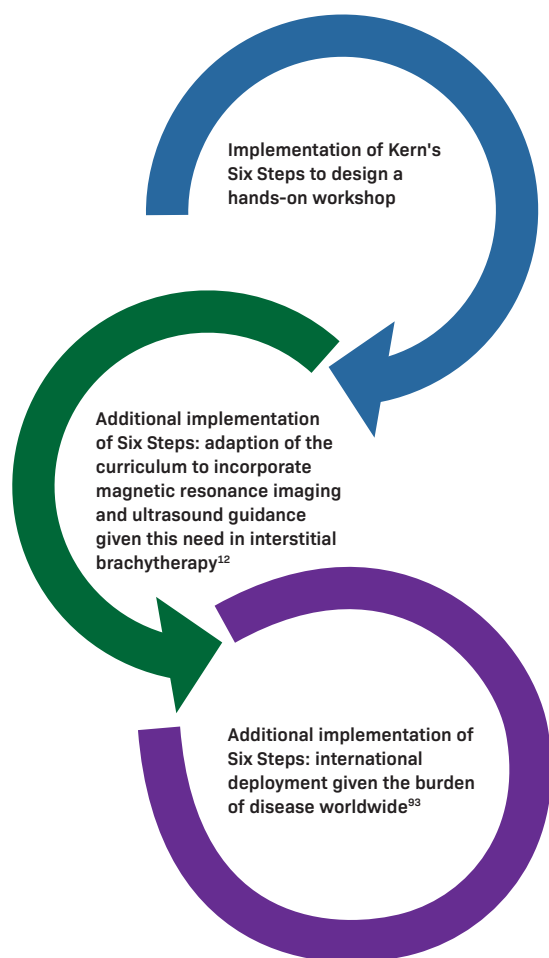 Implementation of Kern's
Six Steps to design a
hands-on workshop
Additional implementation
of Six Steps: adaption of the
curriculum to incorporate
magnetic resonance imaging
and ultrasound guidance
given this need in interstitial
brachytherapy¹²
Additional implementation of
Six Steps: international
deployment given the burden
of disease worldwide⁹³